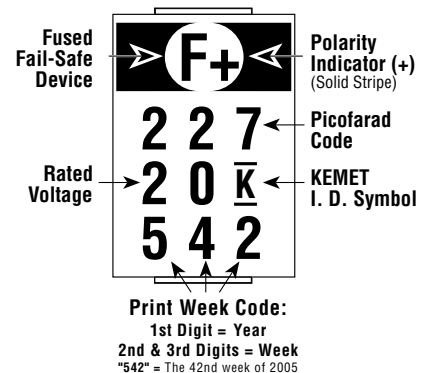 Fused
Fail-Safe
Device
F+
Polarity
Indicator (+)
(Solid Stripe)
2 2 7
Picofarad
Code
Rated
Voltage
2 0 K
KEMET
I. D. Symbol
5 4 2
Print Week Code:
1st Digit = Year
2nd & 3rd Digits = Week
"542" = The 42nd week of 2005